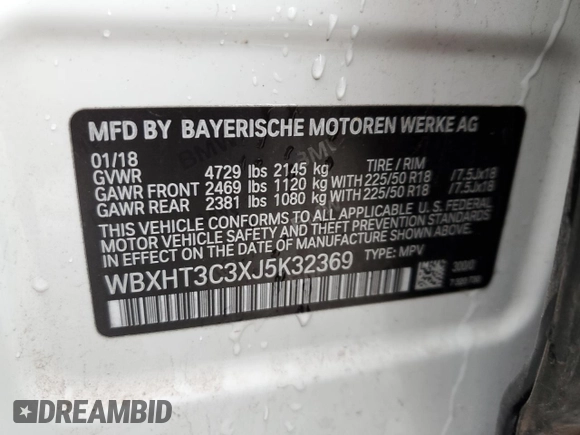 MFD BY BAYERISCHE MOTOREN WERKE AG
01/18
GVWR 4729 lbs 2145 kg TIRE / RIM
GAWR FRONT 2469 lbs 1120 kg WITH 225/50 R18 /7.5Jx18
GAWR REAR 2381 lbs 1080 kg WITH 225/50 R18 /7.5Jx18
THIS VEHICLE CONFORMS TO ALL APPLICABLE U.S. FEDERAL
MOTOR VEHICLE SAFETY AND THEFT PREVENTION STANDARDS
IN EFFECT ON THE DATE OF MANUFACTURE SHOWN ABOVE.
WBXHT3C3XJ5K32369 TYPE: MPV
DREAMBID